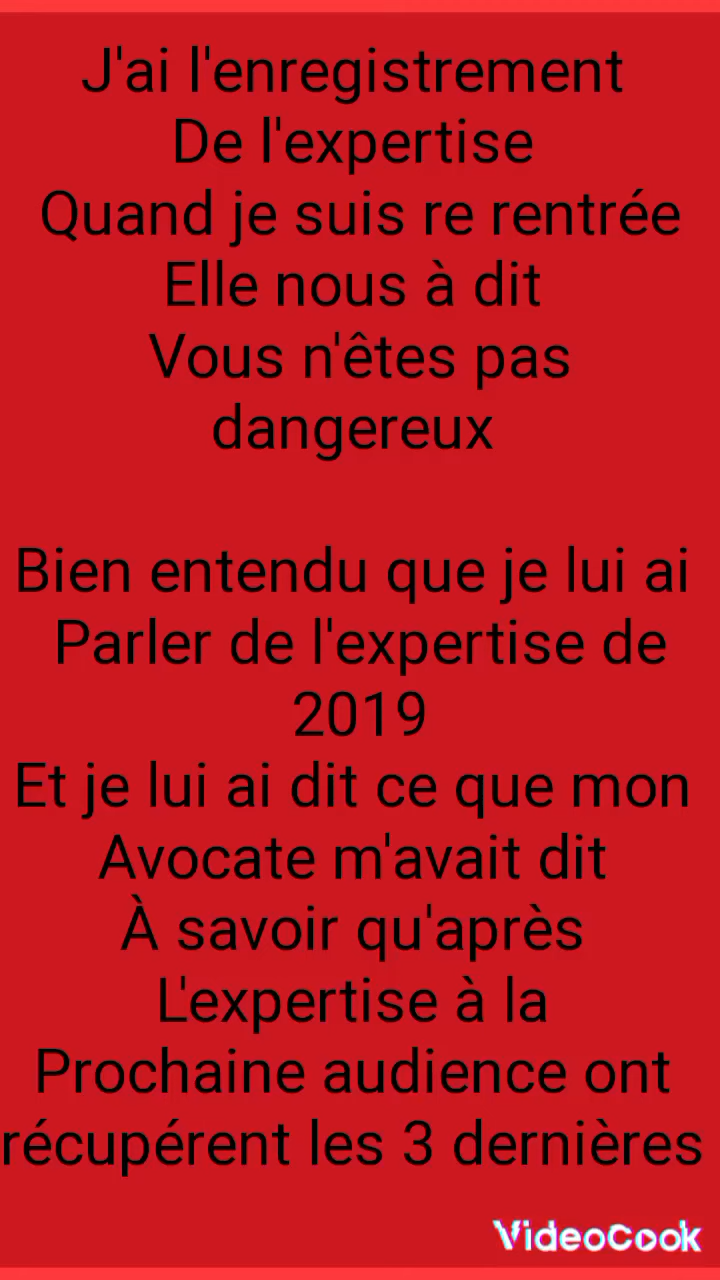 J'ai l'enregistrement
De l'expertise
Quand je suis re rentrée
Elle nous à dit
Vous n'êtes pas
dangereux
Bien entendu que je lui ai
Parler de l'expertise de
2019
Et je lui ai dit ce que mon
Avocate m'avait dit
À savoir qu'après
L'expertise à la
Prochaine audience ont
récupérent les 3 dernières
VideoCook